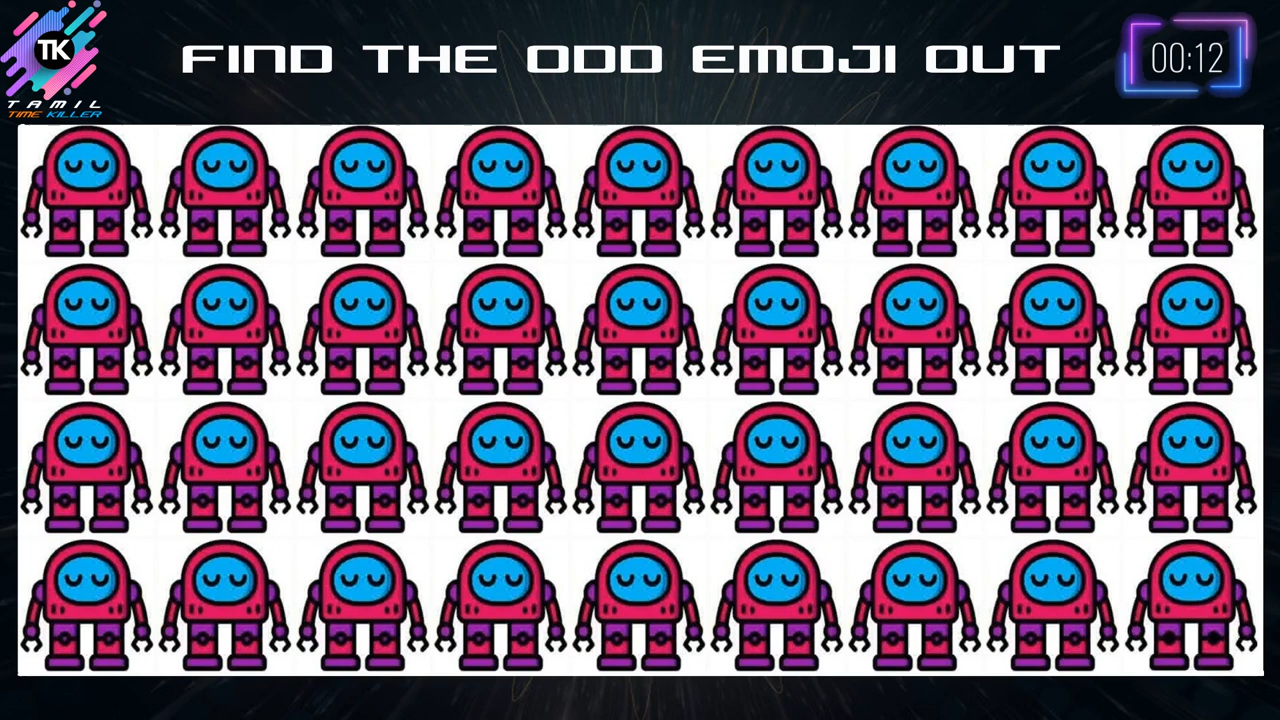 TK
TAMIL
TIME KILLER
FIND THE ODD EMOJI OUT
00:12